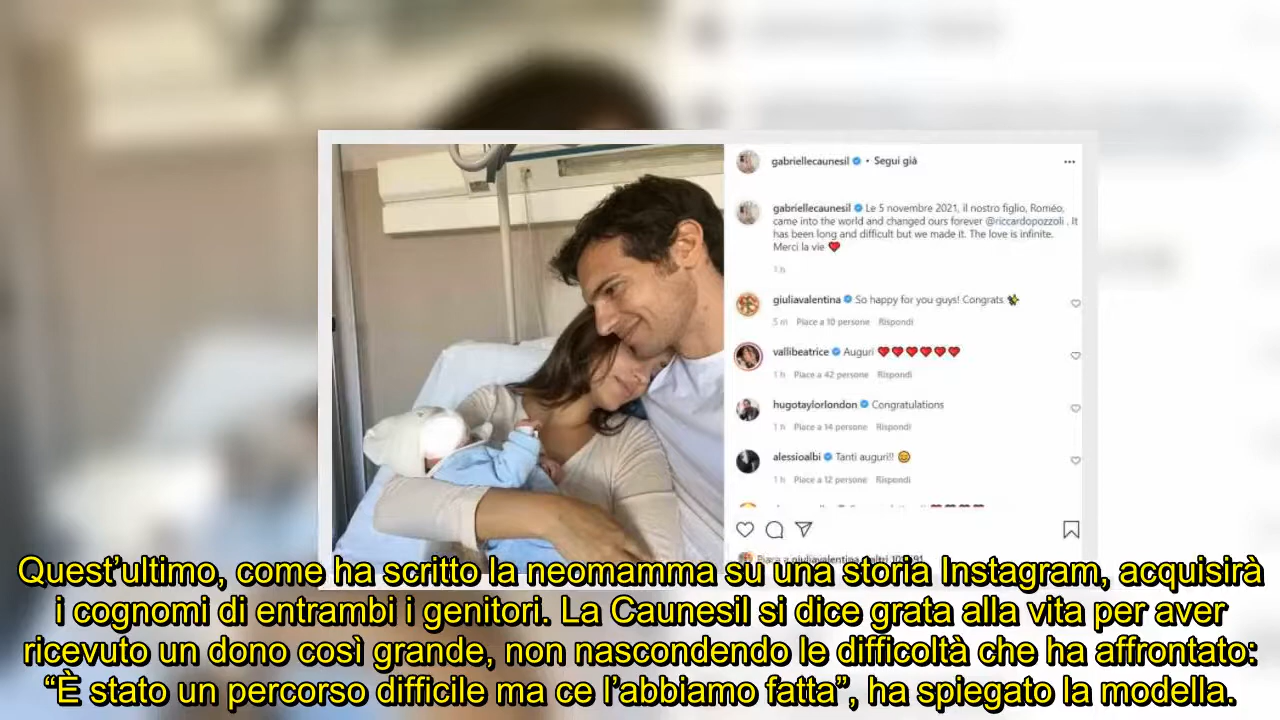 gabriellecaunesil • Segui già
gabriellecaunesil Le 5 novembre 2021, il nostro figlio, Roméo,
came into the world and changed ours forever @riccardopozzoli . It
has been long and difficult but we made it. The love is infinite.
Merci la vie ❤️
1 h
giuliavalentina So happy for you guys! Congrats
5 m Piace a 10 persone Rispondi
vallibeatrice Auguri ❤️❤️❤️❤️❤️❤️
1 h Piace a 42 persone Rispondi
hugotaylorlondon Congratulations
1 h Piace a 14 persone Rispondi
alessioalbi Tanti auguri!! 😄
1 h Piace a 12 persone Rispondi
Piace a giuliavalentina
Quest’ultimo, come ha scritto la neomamma su una storia Instagram, acquisirà
i cognomi di entrambi i genitori. La Caunesil si dice grata alla vita per aver
ricevuto un dono così grande, non nascondendo le difficoltà che ha affrontato:
“È stato un percorso difficile ma ce l’abbiamo fatta”, ha spiegato la modella.